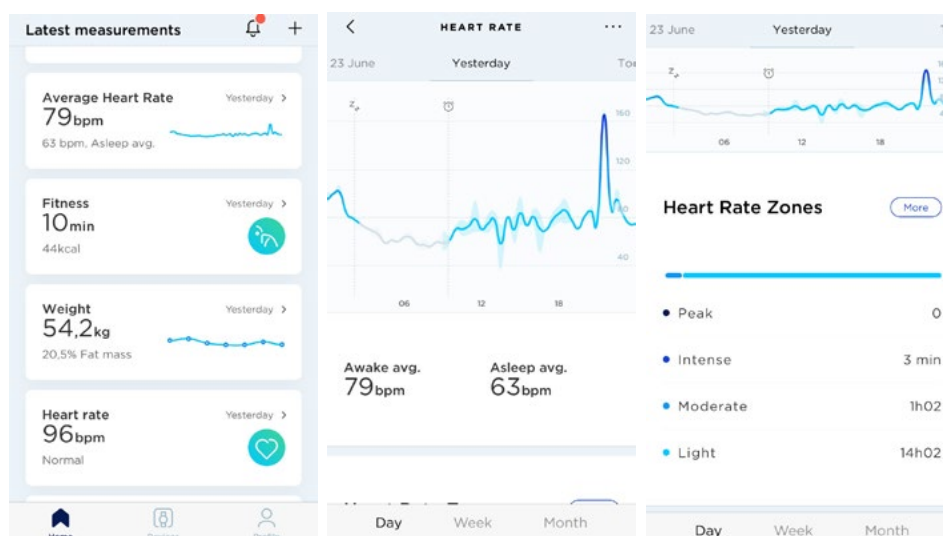 Latest measurements
Average Heart Rate
Yesterday >
79bpm
63 bpm, Asleep avg.
Fitness
Yesterday >
10min
44kcal
Weight
Yesterday >
54,2kg
20,5% Fat mass
Heart rate
Yesterday >
96bpm
Normal
HEART RATE
23 June
Yesterday
160
120
80
40
06
12
18
Awake avg.
79bpm
Asleep avg.
63bpm
Day
Week
Month
23 June
Yesterday
06
12
18
Heart Rate Zones
More
Peak
0
Intense
3 min
Moderate
1h02
Light
14h02
Day
Week
Month